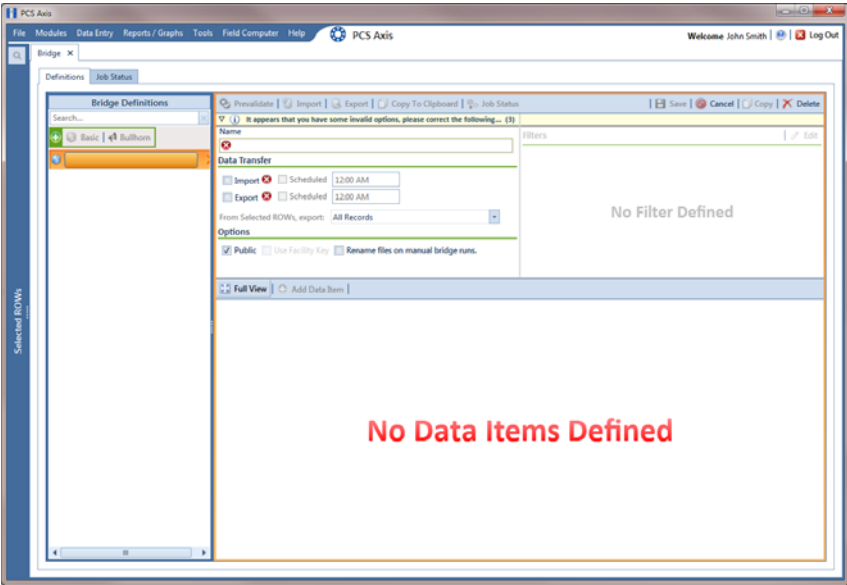 PCS Axis
File Modules Data Entry Reports / Graphs Tools Field Computer Help PCS Axis Welcome John Smith Log Out
Bridge X
Definitions Job Status
Bridge Definitions
Search...
Basic Bullhorn
Prevalidate Import Export Copy To Clipboard Job Status Save Cancel Copy Delete
It appears that you have some invalid options, please correct the following... (3)
Name
Filters Edit
Data Transfer
Import Scheduled 12:00 AM
Export Scheduled 12:00 AM
From Selected ROWs, export: All Records
No Filter Defined
Options
Public Use Facility Key Rename files on manual bridge runs.
Full View Add Data Item
Selected ROWs
No Data Items Defined